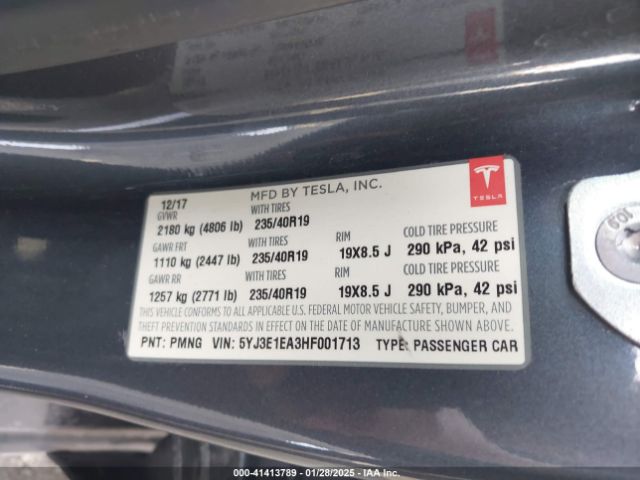 12/17 MFD BY TESLA, INC.
GVWR WITH TIRES
2180 kg (4806 lb) 235/40R19
GAWR FRT WITH TIRES RIM COLD TIRE PRESSURE
1110 kg (2447 lb) 235/40R19 19X8.5 J 290 kPa, 42 psi
GAWR RR WITH TIRES RIM COLD TIRE PRESSURE
1257 kg (2771 lb) 235/40R19 19X8.5 J 290 kPa, 42 psi
THIS VEHICLE CONFORMS TO ALL APPLICABLE U.S. FEDERAL MOTOR VEHICLE SAFETY, BUMPER, AND
THEFT PREVENTION STANDARDS IN EFFECT ON THE DATE OF MANUFACTURE SHOWN ABOVE.
PNT: PMNG VIN: 5YJ3E1EA3HF001713 TYPE: PASSENGER CAR
TESLA
000-41413789 - 01/28/2025 - IAA Inc.